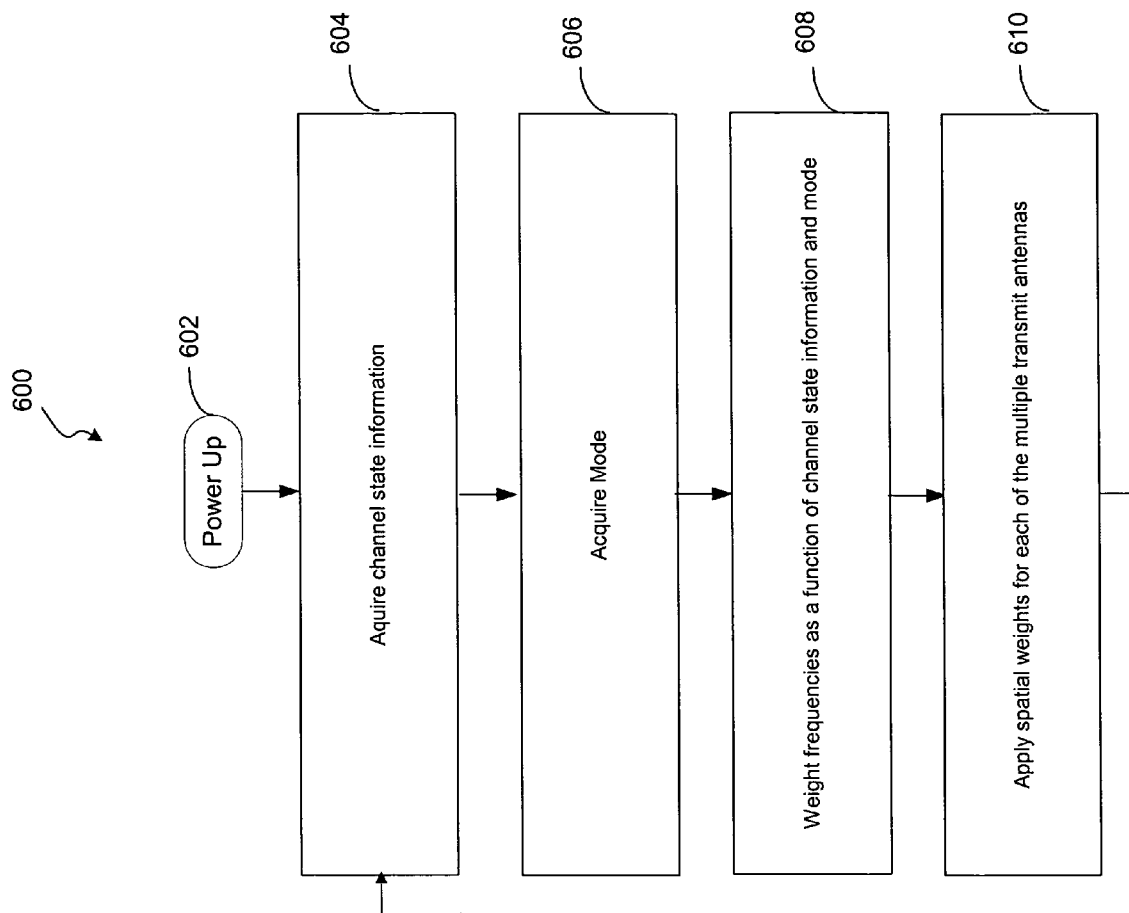 600
602
Power Up
604
Aquire channel state information
606
Acquire Mode
608
Weight frequencies as a function of channel state information and mode
610
Apply spatial weights for each of the multiple transmit antennas